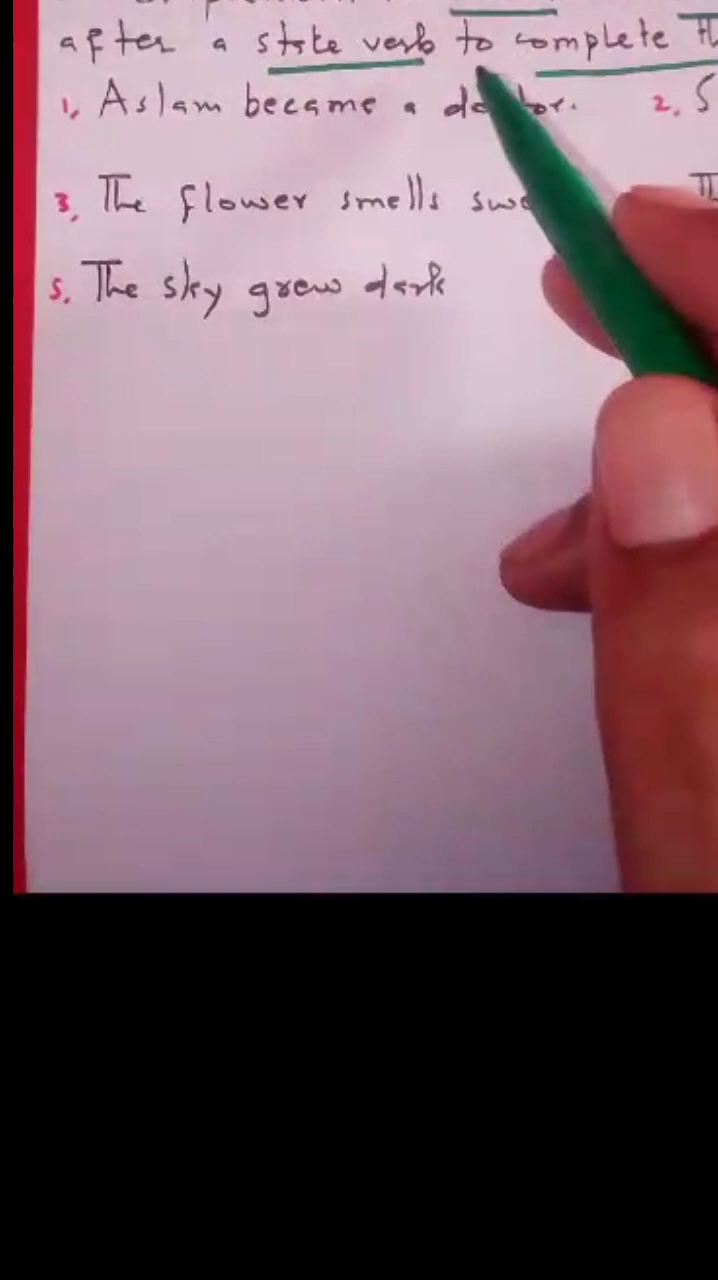 after a state verb to complete
1, Aslam became a doctor. 2, S
3, The flower smells
5. The sky grew dark